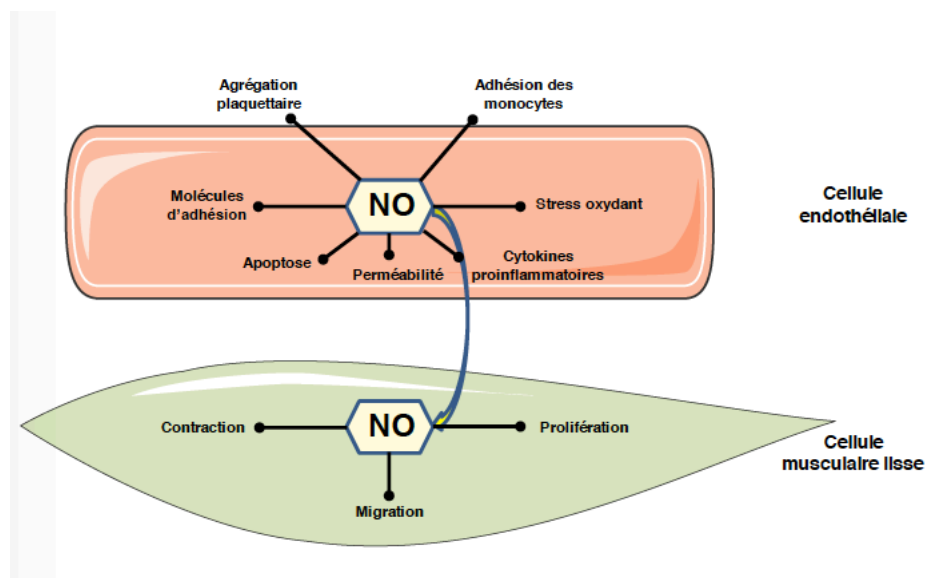 Agrégation
plaquettaire
Adhésion des
monocytes
Molécules
d'adhésion
NO
Stress oxydant
Cellule
endothéliale
Apoptose
Perméabilité
Cytokines
proinflammatoires
Contraction
NO
Prolifération
Cellule
musculaire lisse
Migration